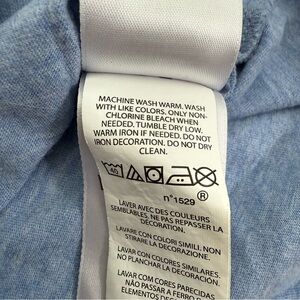 MACHINE WASH WARM. WASH
WITH LIKE COLORS. ONLY NON-
CHLORINE BLEACH WHEN
NEEDED. TUMBLE DRY LOW.
WARM IRON IF NEEDED. DO NOT
IRON DECORATION. DO NOT DRY
CLEAN.
40
n°1529 ®
LAVER AVEC DES COULEURS
SEMBLABLES. NE PAS REPASSER LA
DÉCORATION.
LAVARE CON COLORI SIMILI. NON
STIRARE LA DECORAZIONE.
LAVAR CON COLORES SIMILARES.
NO PLANCHAR LA DECORACIÓN.
LAVAR COM CORES PARECIDAS
NÃO PASSAR A FERRO
ELEMENTOS DE